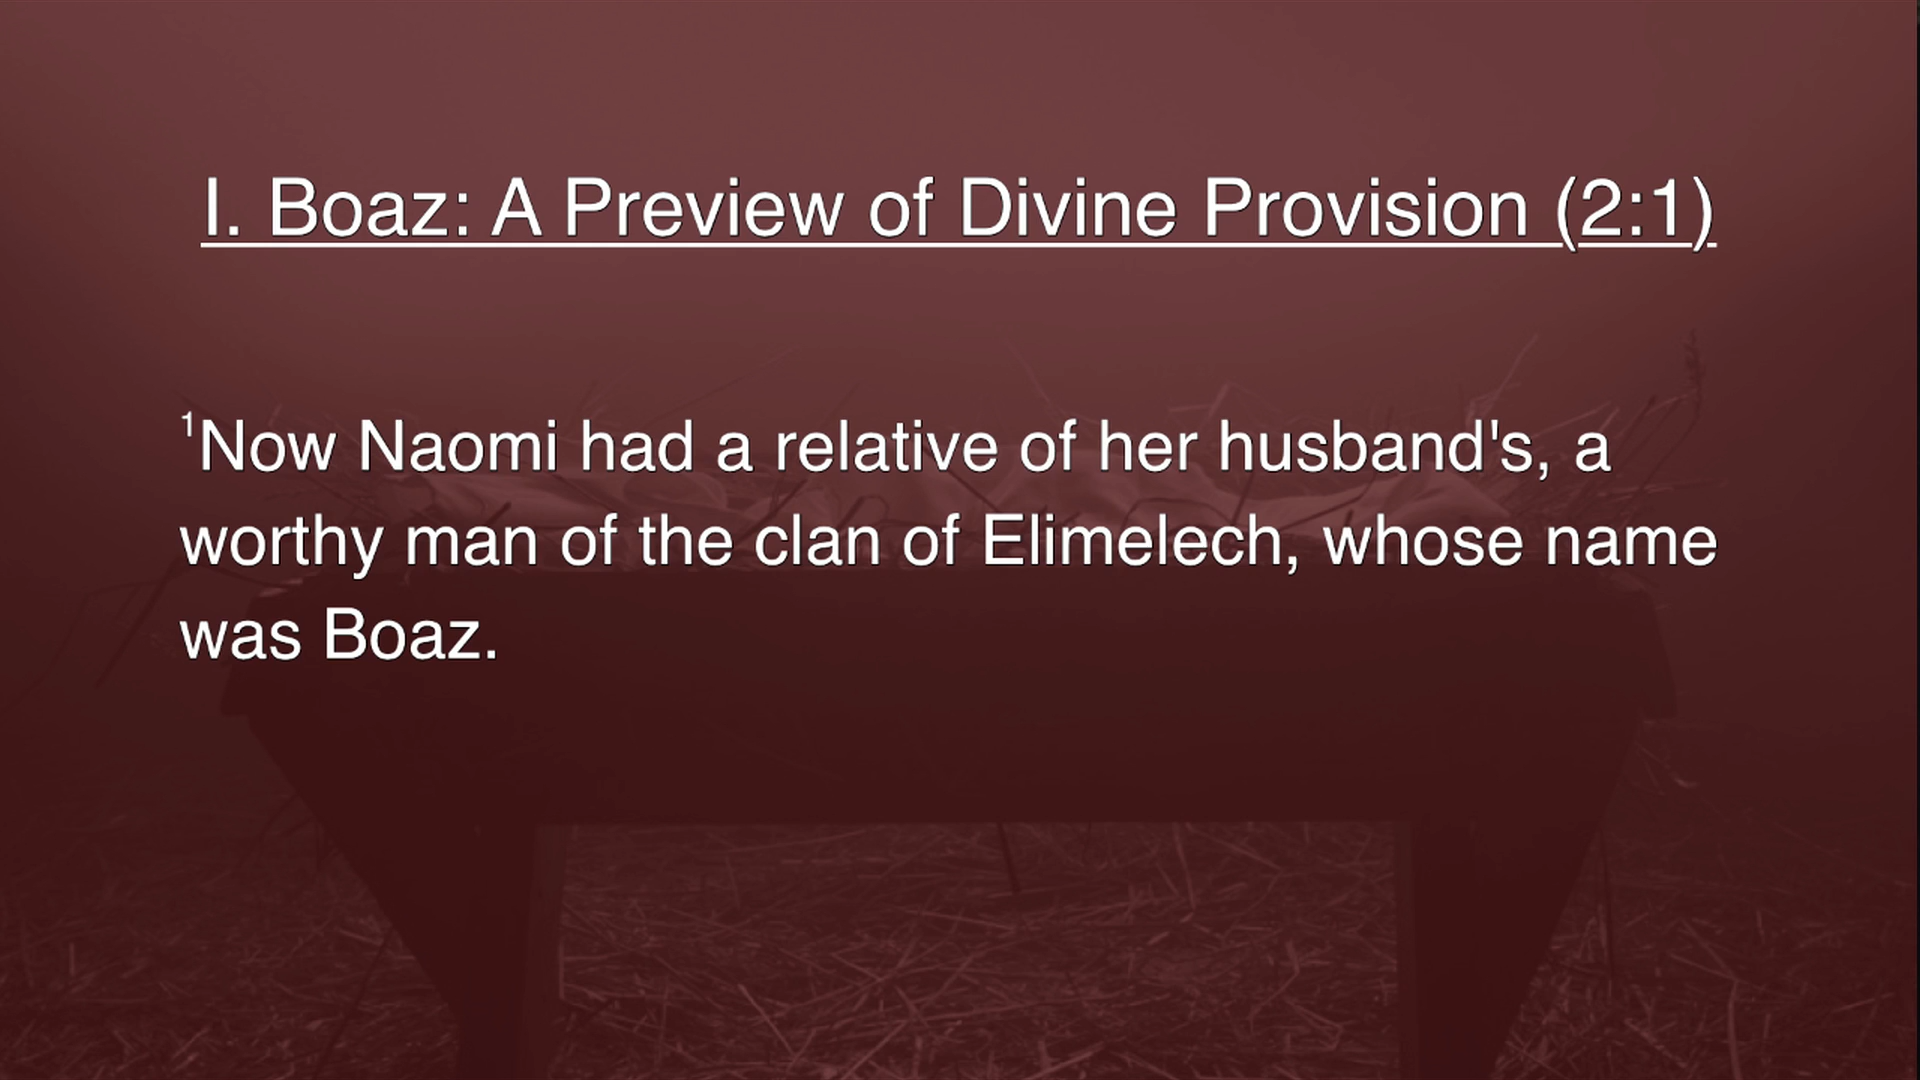 I. Boaz: A Preview of Divine Provision (2:1)
¹Now Naomi had a relative of her husband's, a
worthy man of the clan of Elimelech, whose name
was Boaz.